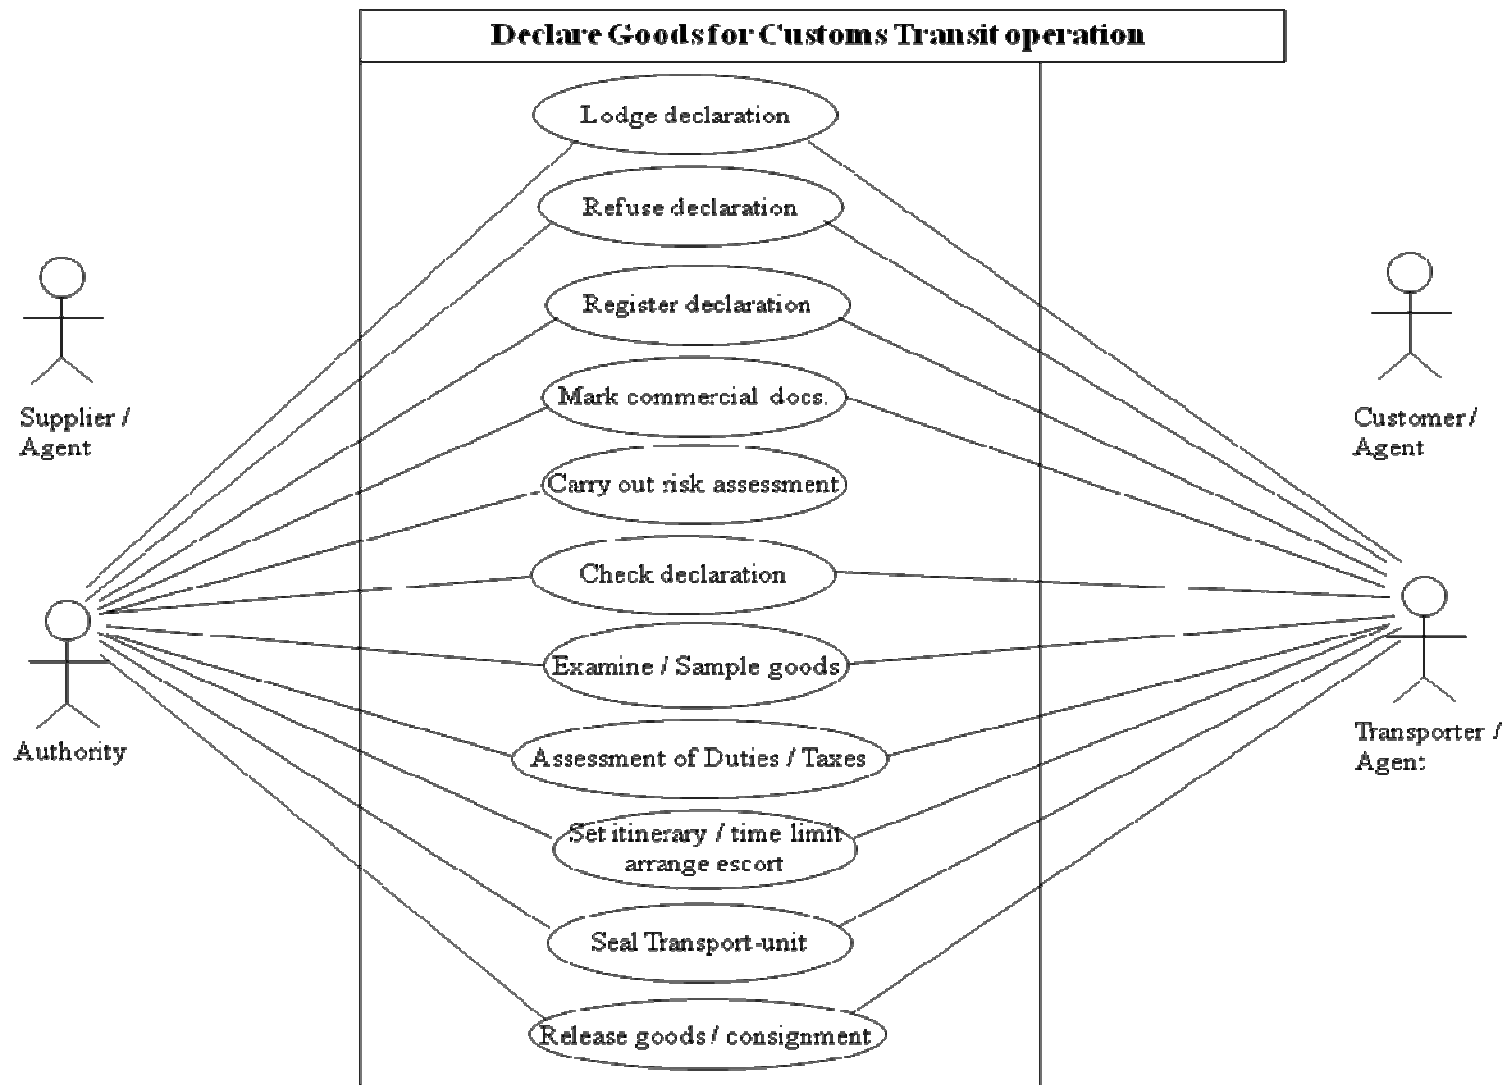 Declare Goods for Customs Transit operation
Lodge declaration
Refuse declaration
Register declaration
Mark commercial docs.
Supplier /
Agent
Customer /
Agent
Carry out risk assessment
Check declaration
Examine / Sample goods
Authority
Transporter /
Agent
Assessment of Duties / Taxes
Set itinerary / time limit
arrange escort
Seal Transport-unit
Release goods / consignment